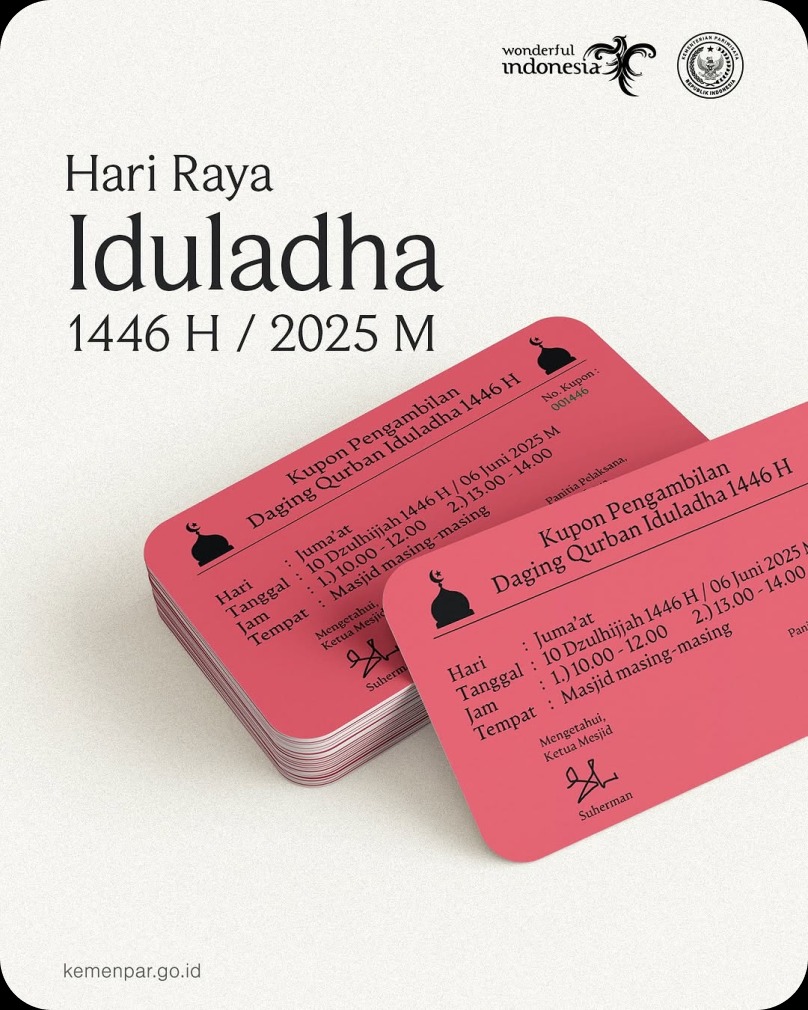 wonderful
indonesia
KEMENTERIAN PARIWISATA
REPUBLIK INDONESIA
Hari Raya
Iduladha
1446 H / 2025 M
Kupon Pengambilan
Daging Qurban Iduladha 1446 H
No. Kupon :
001446
Hari : Juma'at
Tanggal : 10 Dzulhijjah 1446 H / 06 Juni 2025 M
Jam : 1.) 10.00 - 12.00 2.) 13.00 - 14.00
Tempat : Masjid masing-masing
Panitia Pelaksana,
Mengetahui,
Ketua Mesjid
Suherm
Kupon Pengambilan
Daging Qurban Iduladha 1446 H
Hari : Juma'at
Tanggal : 10 Dzulhijjah 1446 H / 06 Juni 2025 M
Jam : 1.) 10.00 - 12.00 2.) 13.00 - 14.00
Tempat : Masjid masing-masing
Pani
Mengetahui,
Ketua Mesjid
Suherman
kemenpar.go.id